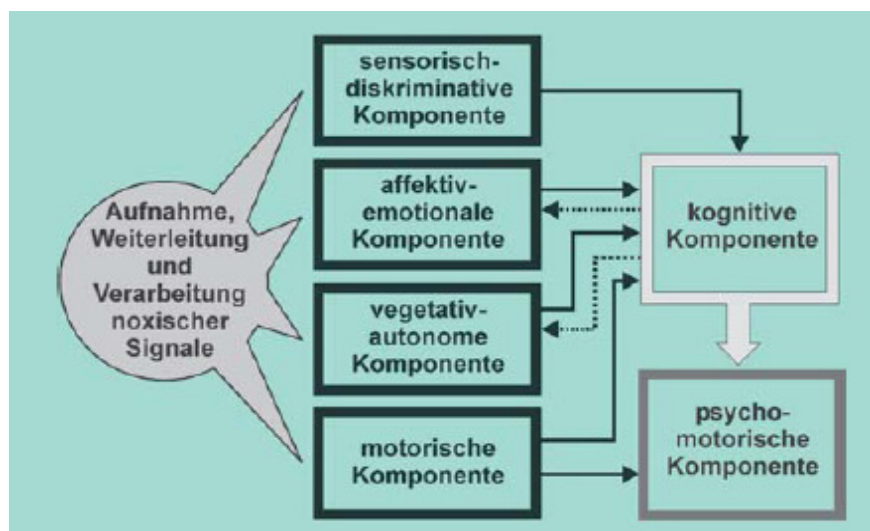 sensorisch-
diskriminative
Komponente
Aufnahme,
Weiterleitung
und
Verarbeitung
noxischer
Signale
affektiv-
emotionale
Komponente
kognitive
Komponente
vegetativ-
autonome
Komponente
motorische
Komponente
psycho-
motorische
Komponente